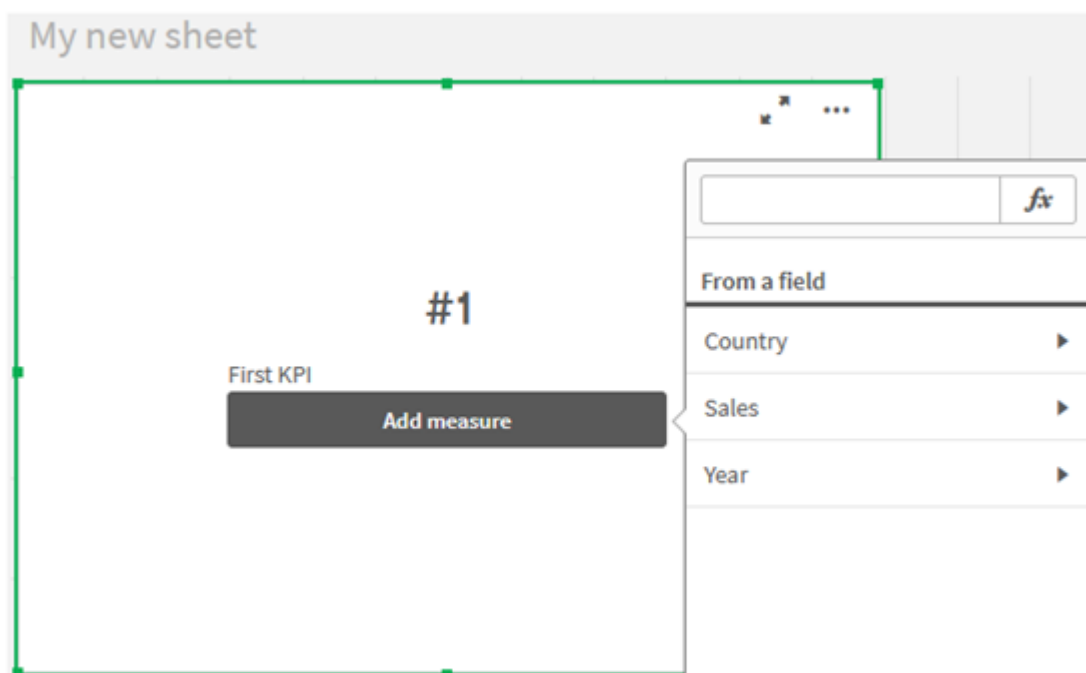 My new sheet
fx
From a field
#1
Country
First KPI
Add measure
Sales
Year